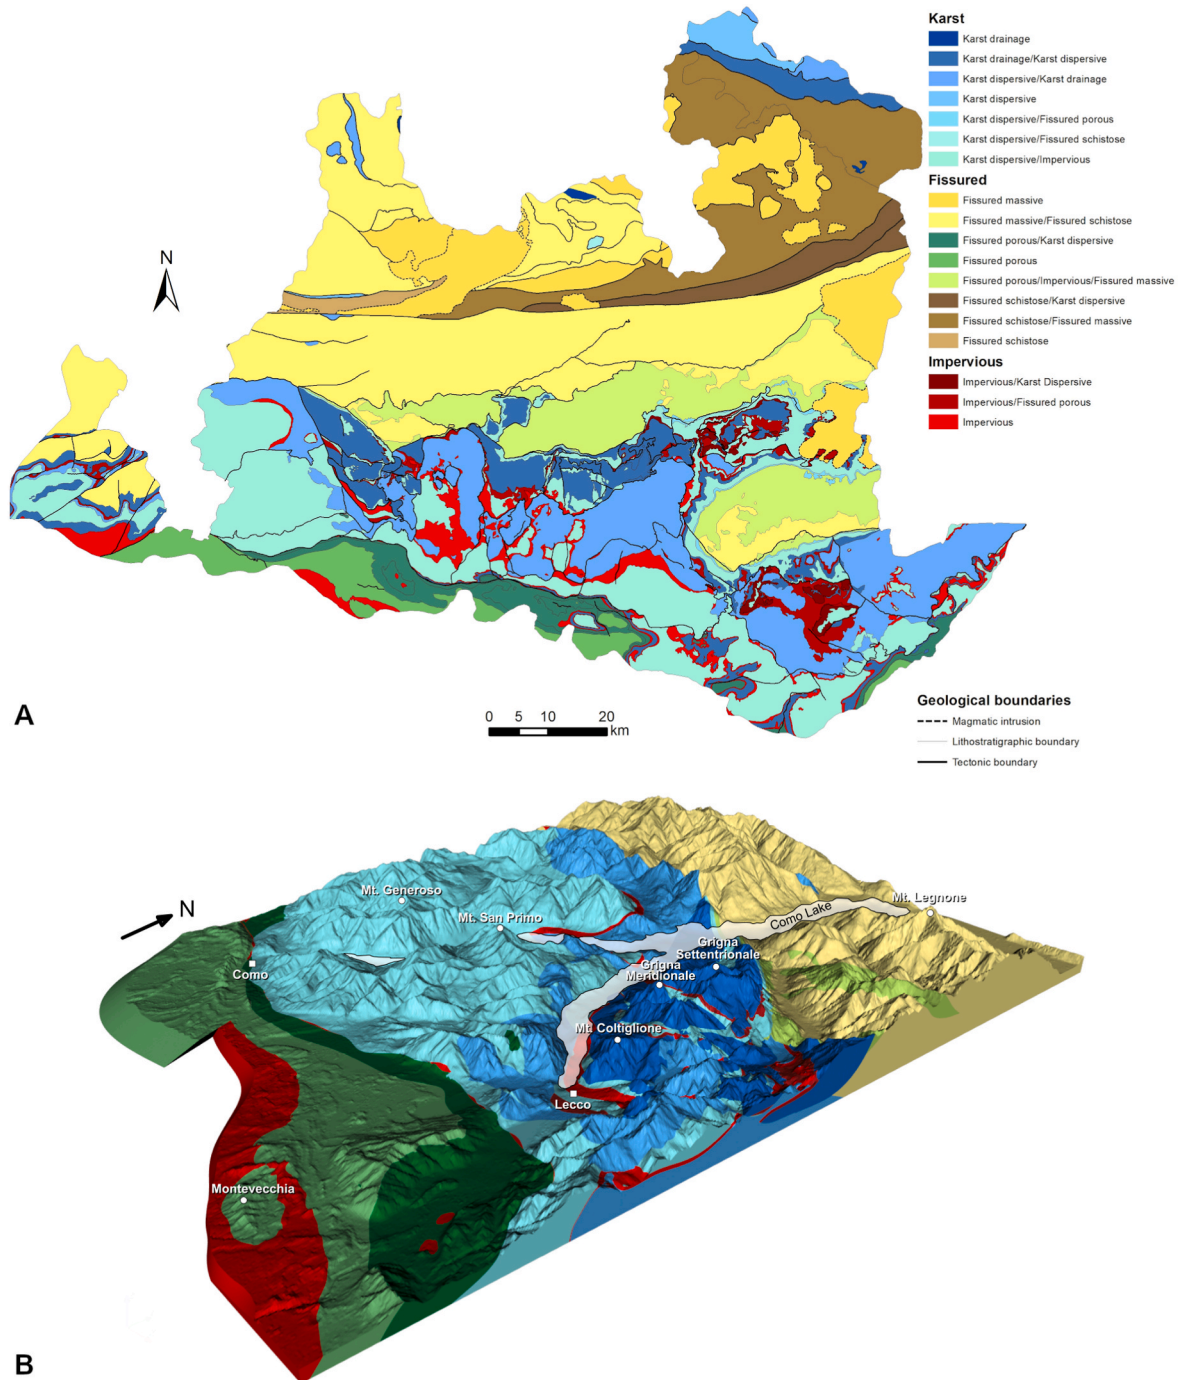 Karst
Karst drainage
Karst drainage/Karst dispersive
Karst dispersive/Karst drainage
Karst dispersive
Karst dispersive/Fissured porous
Karst dispersive/Fissured schistose
Karst dispersive/Impervious
Fissured
Fissured massive
Fissured massive/Fissured schistose
Fissured porous/Karst dispersive
Fissured porous
Fissured porous/Impervious/Fissured massive
Fissured schistose/Karst dispersive
Fissured schistose/Fissured massive
Fissured schistose
Impervious
Impervious/Karst Dispersive
Impervious/Fissured porous
Impervious
N
A
0 5 10 20
km
Geological boundaries
Magmatic intrusion
Lithostratigraphic boundary
Tectonic boundary
N
Mt. Generoso
Mt. Legnone
Mt. San Primo
Como Lake
Grigna
Settentrionale
Como
Grigna
Meridionale
Mt. Coltiglione
Lecco
Montevecchia
B